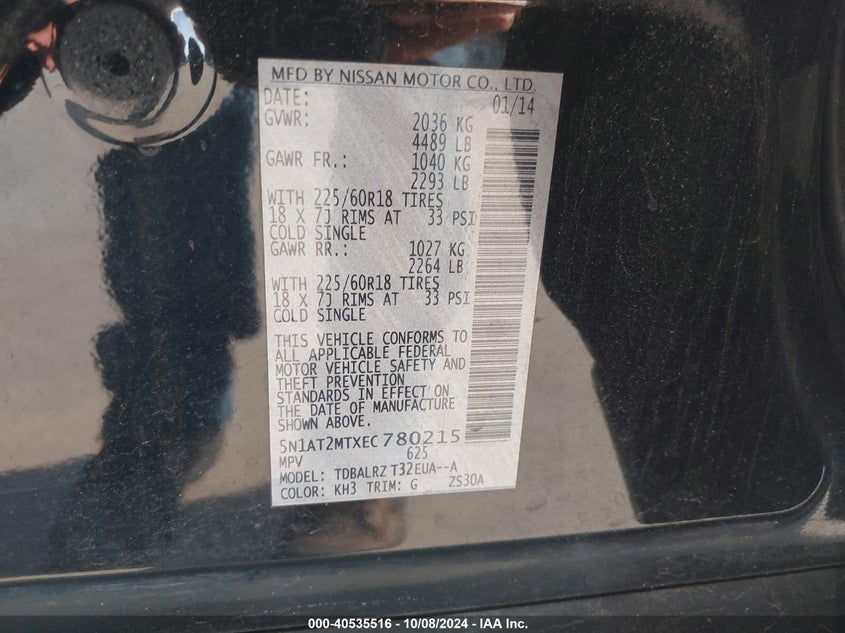 MFD BY NISSAN MOTOR CO., LTD.
DATE: 01/14
GVWR: 2036 KG
4489 LB
GAWR FR.: 1040 KG
2293 LB
WITH 225/60R18 TIRES
18 X 7J RIMS AT 33 PSI
COLD SINGLE
GAWR RR.: 1027 KG
2264 LB
WITH 225/60R18 TIRES
18 X 7J RIMS AT 33 PSI
COLD SINGLE
THIS VEHICLE CONFORMS TO
ALL APPLICABLE FEDERAL
MOTOR VEHICLE SAFETY AND
THEFT PREVENTION
STANDARDS IN EFFECT ON
THE DATE OF MANUFACTURE
SHOWN ABOVE.
5N1AT2MTXEC780215
MPV 625
MODEL: TDBALRZ T32EUA--A
COLOR: KH3 TRIM: G ZS30A
000-40535516 - 10/08/2024 - IAA Inc.